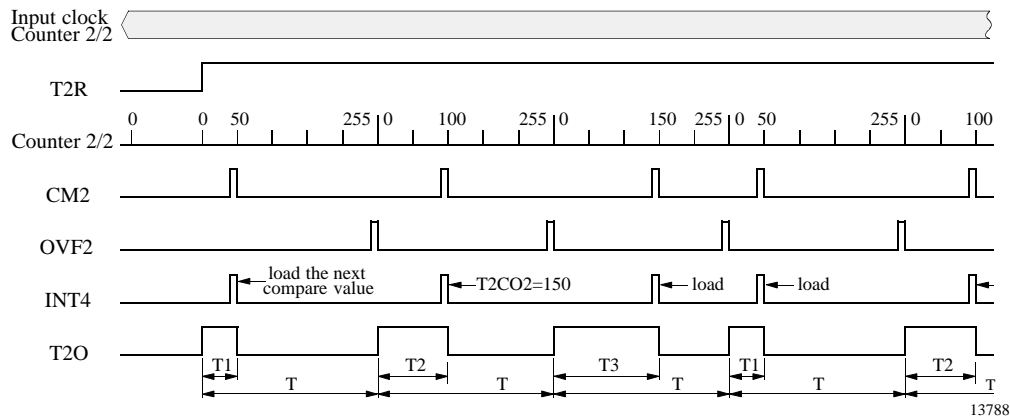 Input clock
Counter 2/2
T2R
0 0 50 255 0 100 255 0 150 255 0 50 255 0 100
Counter 2/2
CM2
OVF2
INT4
load the next
compare value
T2CO2=150
load
load
T2O
T1 T2 T3 T1 T2
T T T T T
13788